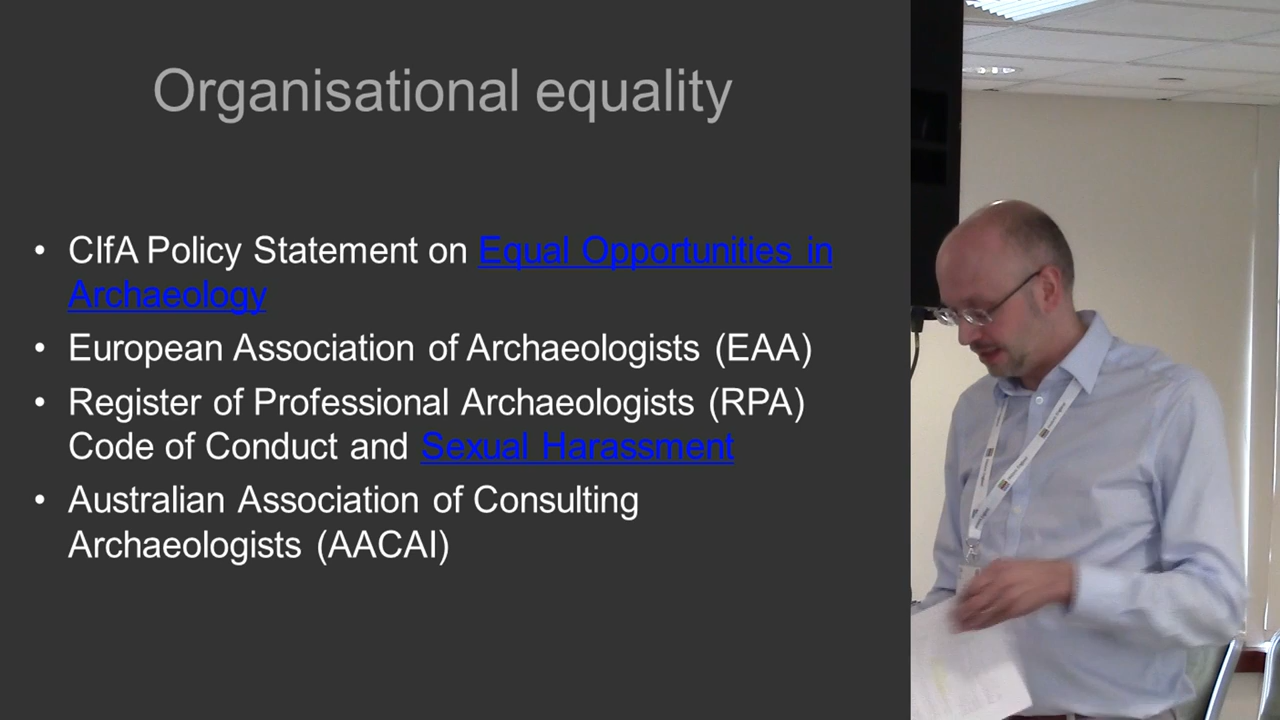 Organisational equality
• CIfA Policy Statement on Equal Opportunities in
Archaeology
• European Association of Archaeologists (EAA)
• Register of Professional Archaeologists (RPA)
Code of Conduct and Sexual Harassment
• Australian Association of Consulting
Archaeologists (AACAI)